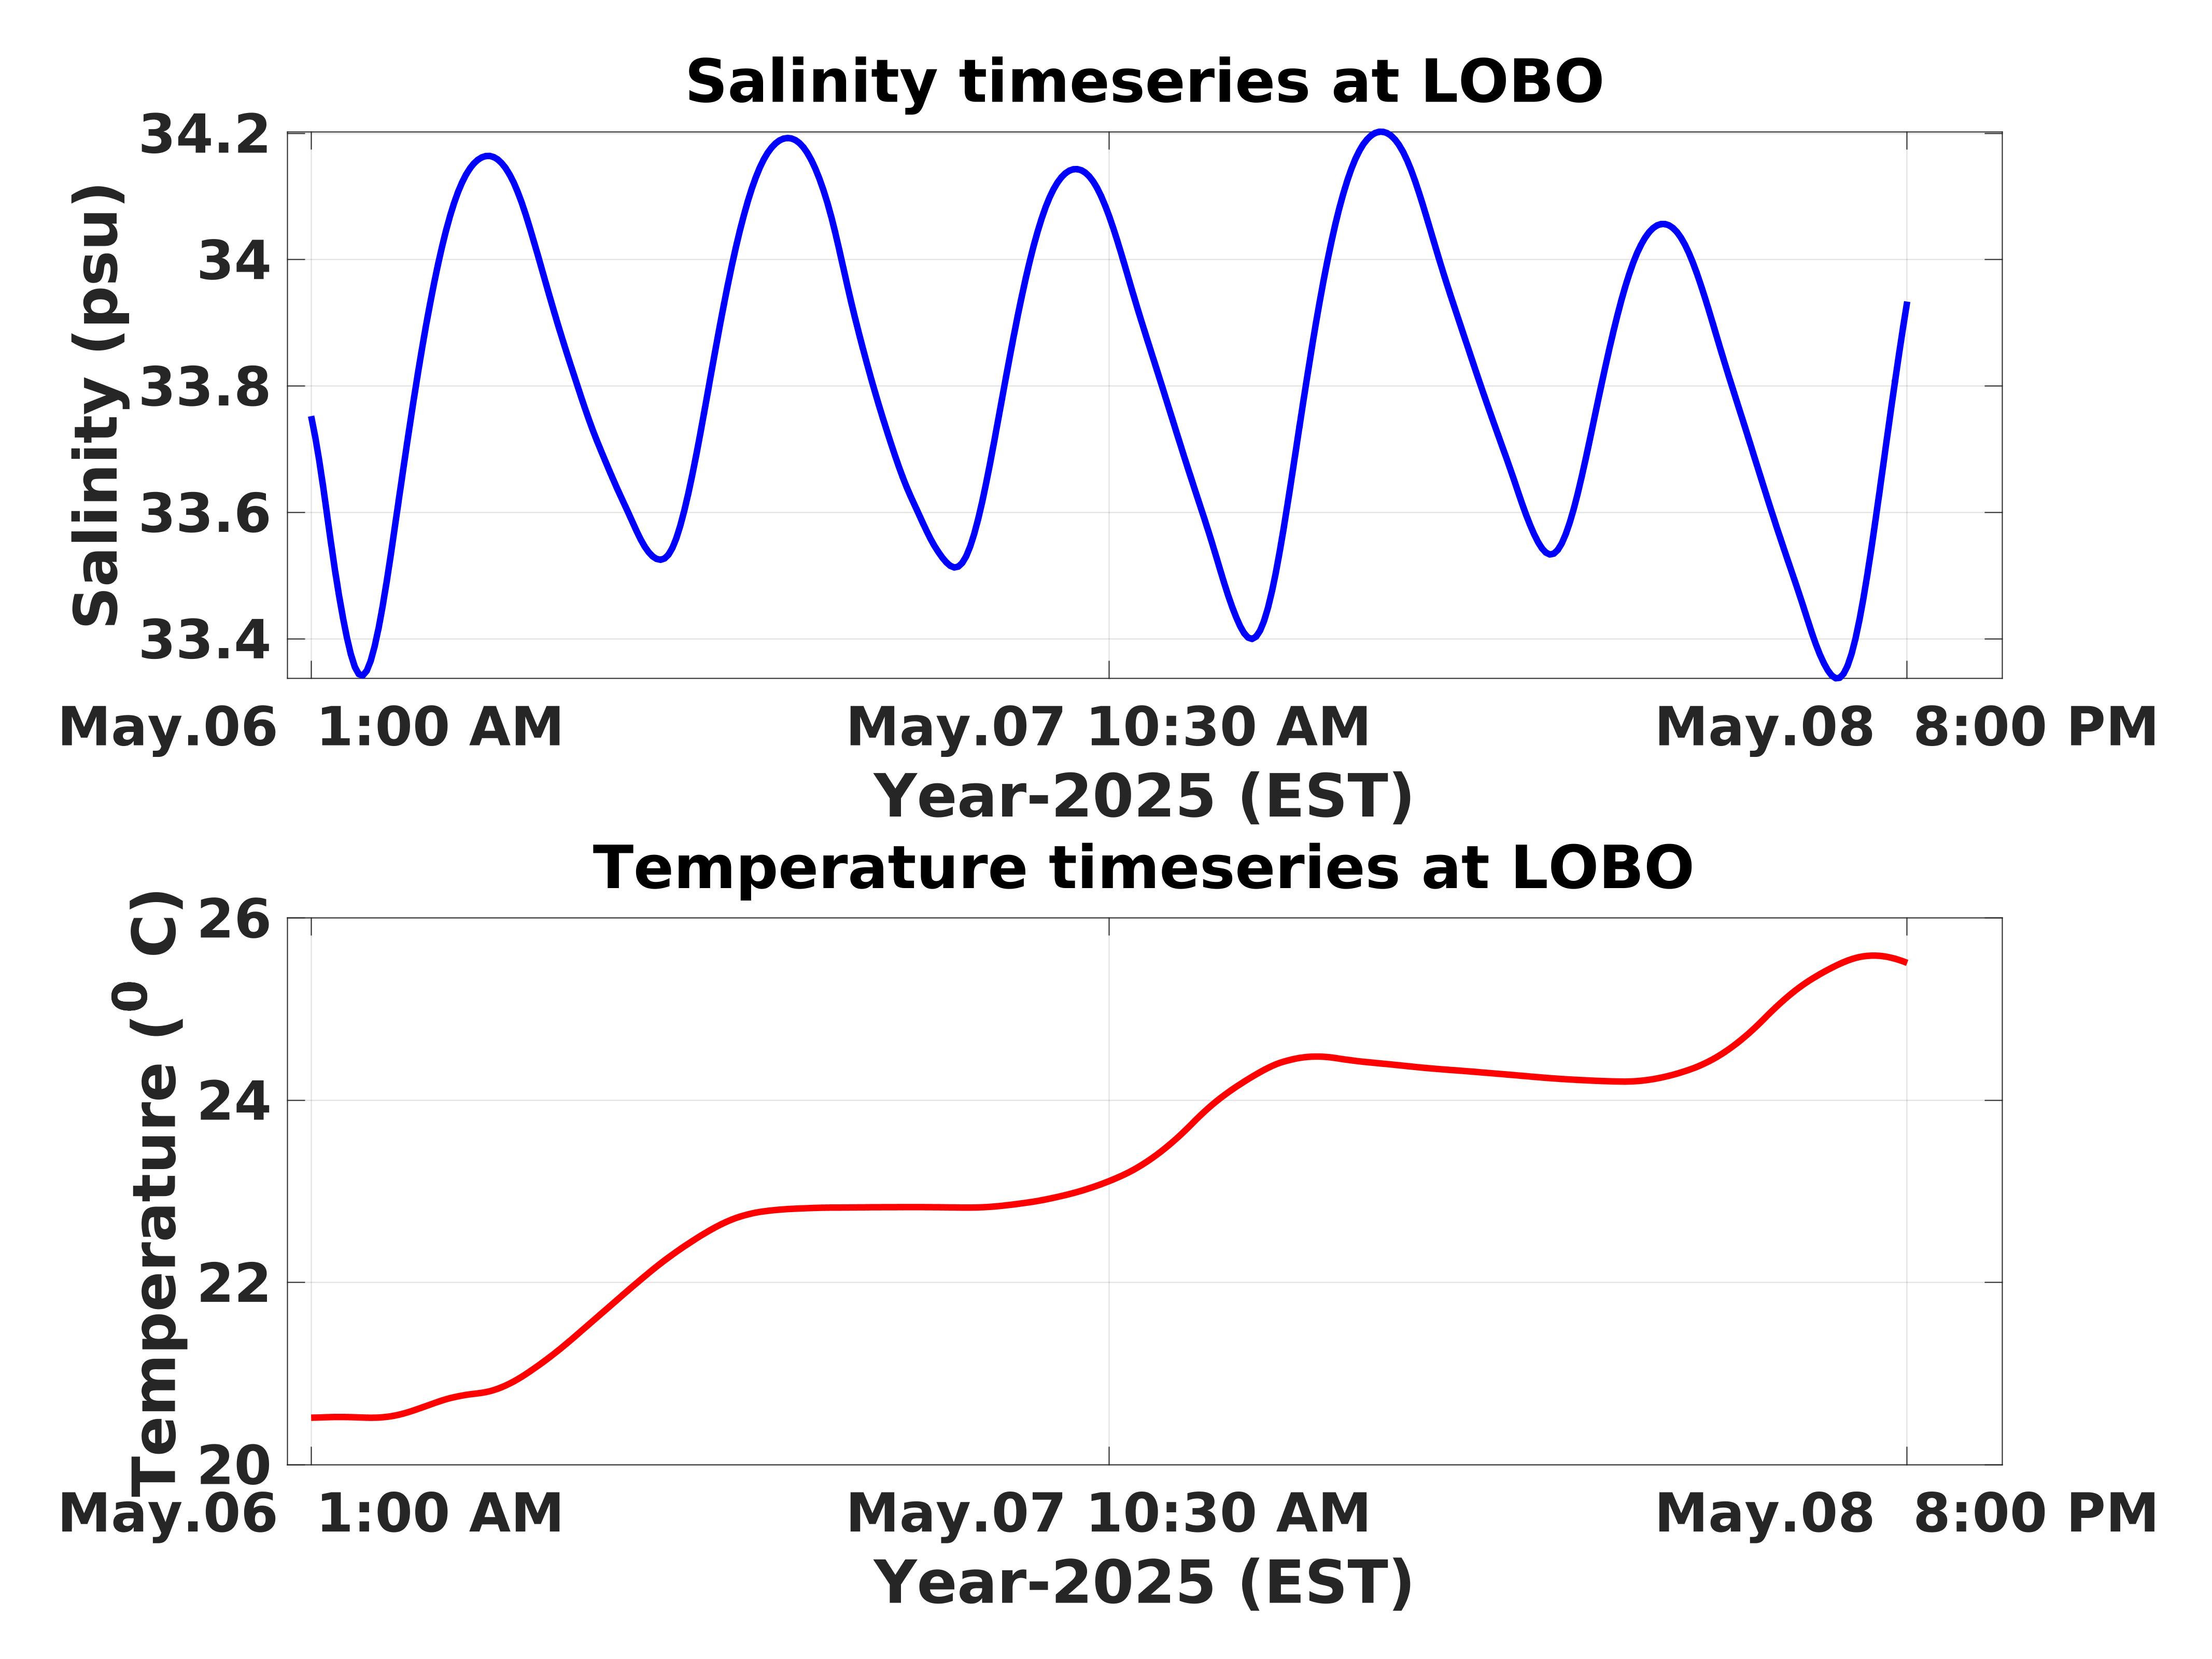 Salinity timeseries at LOBO
Salinity (psu)
34.2
34
33.8
33.6
33.4
May.06 1:00 AM
May.07 10:30 AM
May.08 8:00 PM
Year-2025 (EST)
Temperature timeseries at LOBO
Temperature (⁰ C)
26
24
22
20
May.06 1:00 AM
May.07 10:30 AM
May.08 8:00 PM
Year-2025 (EST)